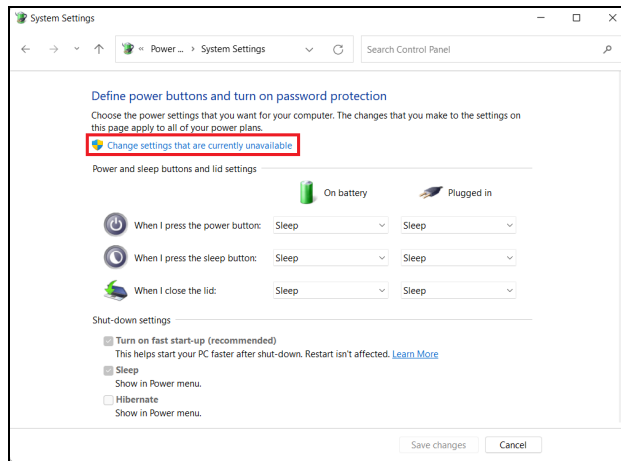 System Settings
« Power ... › System Settings
Search Control Panel
Define power buttons and turn on password protection
Choose the power settings that you want for your computer. The changes that you make to the settings on
this page apply to all of your power plans.
Change settings that are currently unavailable
Power and sleep buttons and lid settings
On battery Plugged in
When I press the power button: Sleep Sleep
When I press the sleep button: Sleep Sleep
When I close the lid: Sleep Sleep
Shut-down settings
Turn on fast start-up (recommended)
This helps start your PC faster after shut-down. Restart isn't affected. Learn More
Sleep
Show in Power menu.
Hibernate
Show in Power menu.
Save changes Cancel